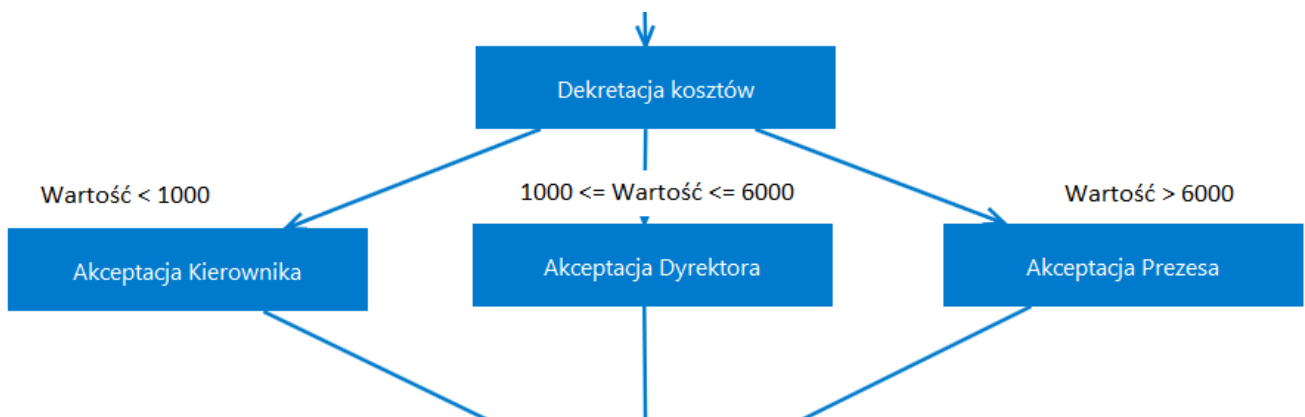 Dekretacja kosztów
Wartość < 1000
1000 <= Wartość <= 6000
Wartość > 6000
Akceptacja Kierownika
Akceptacja Dyrektora
Akceptacja Prezesa